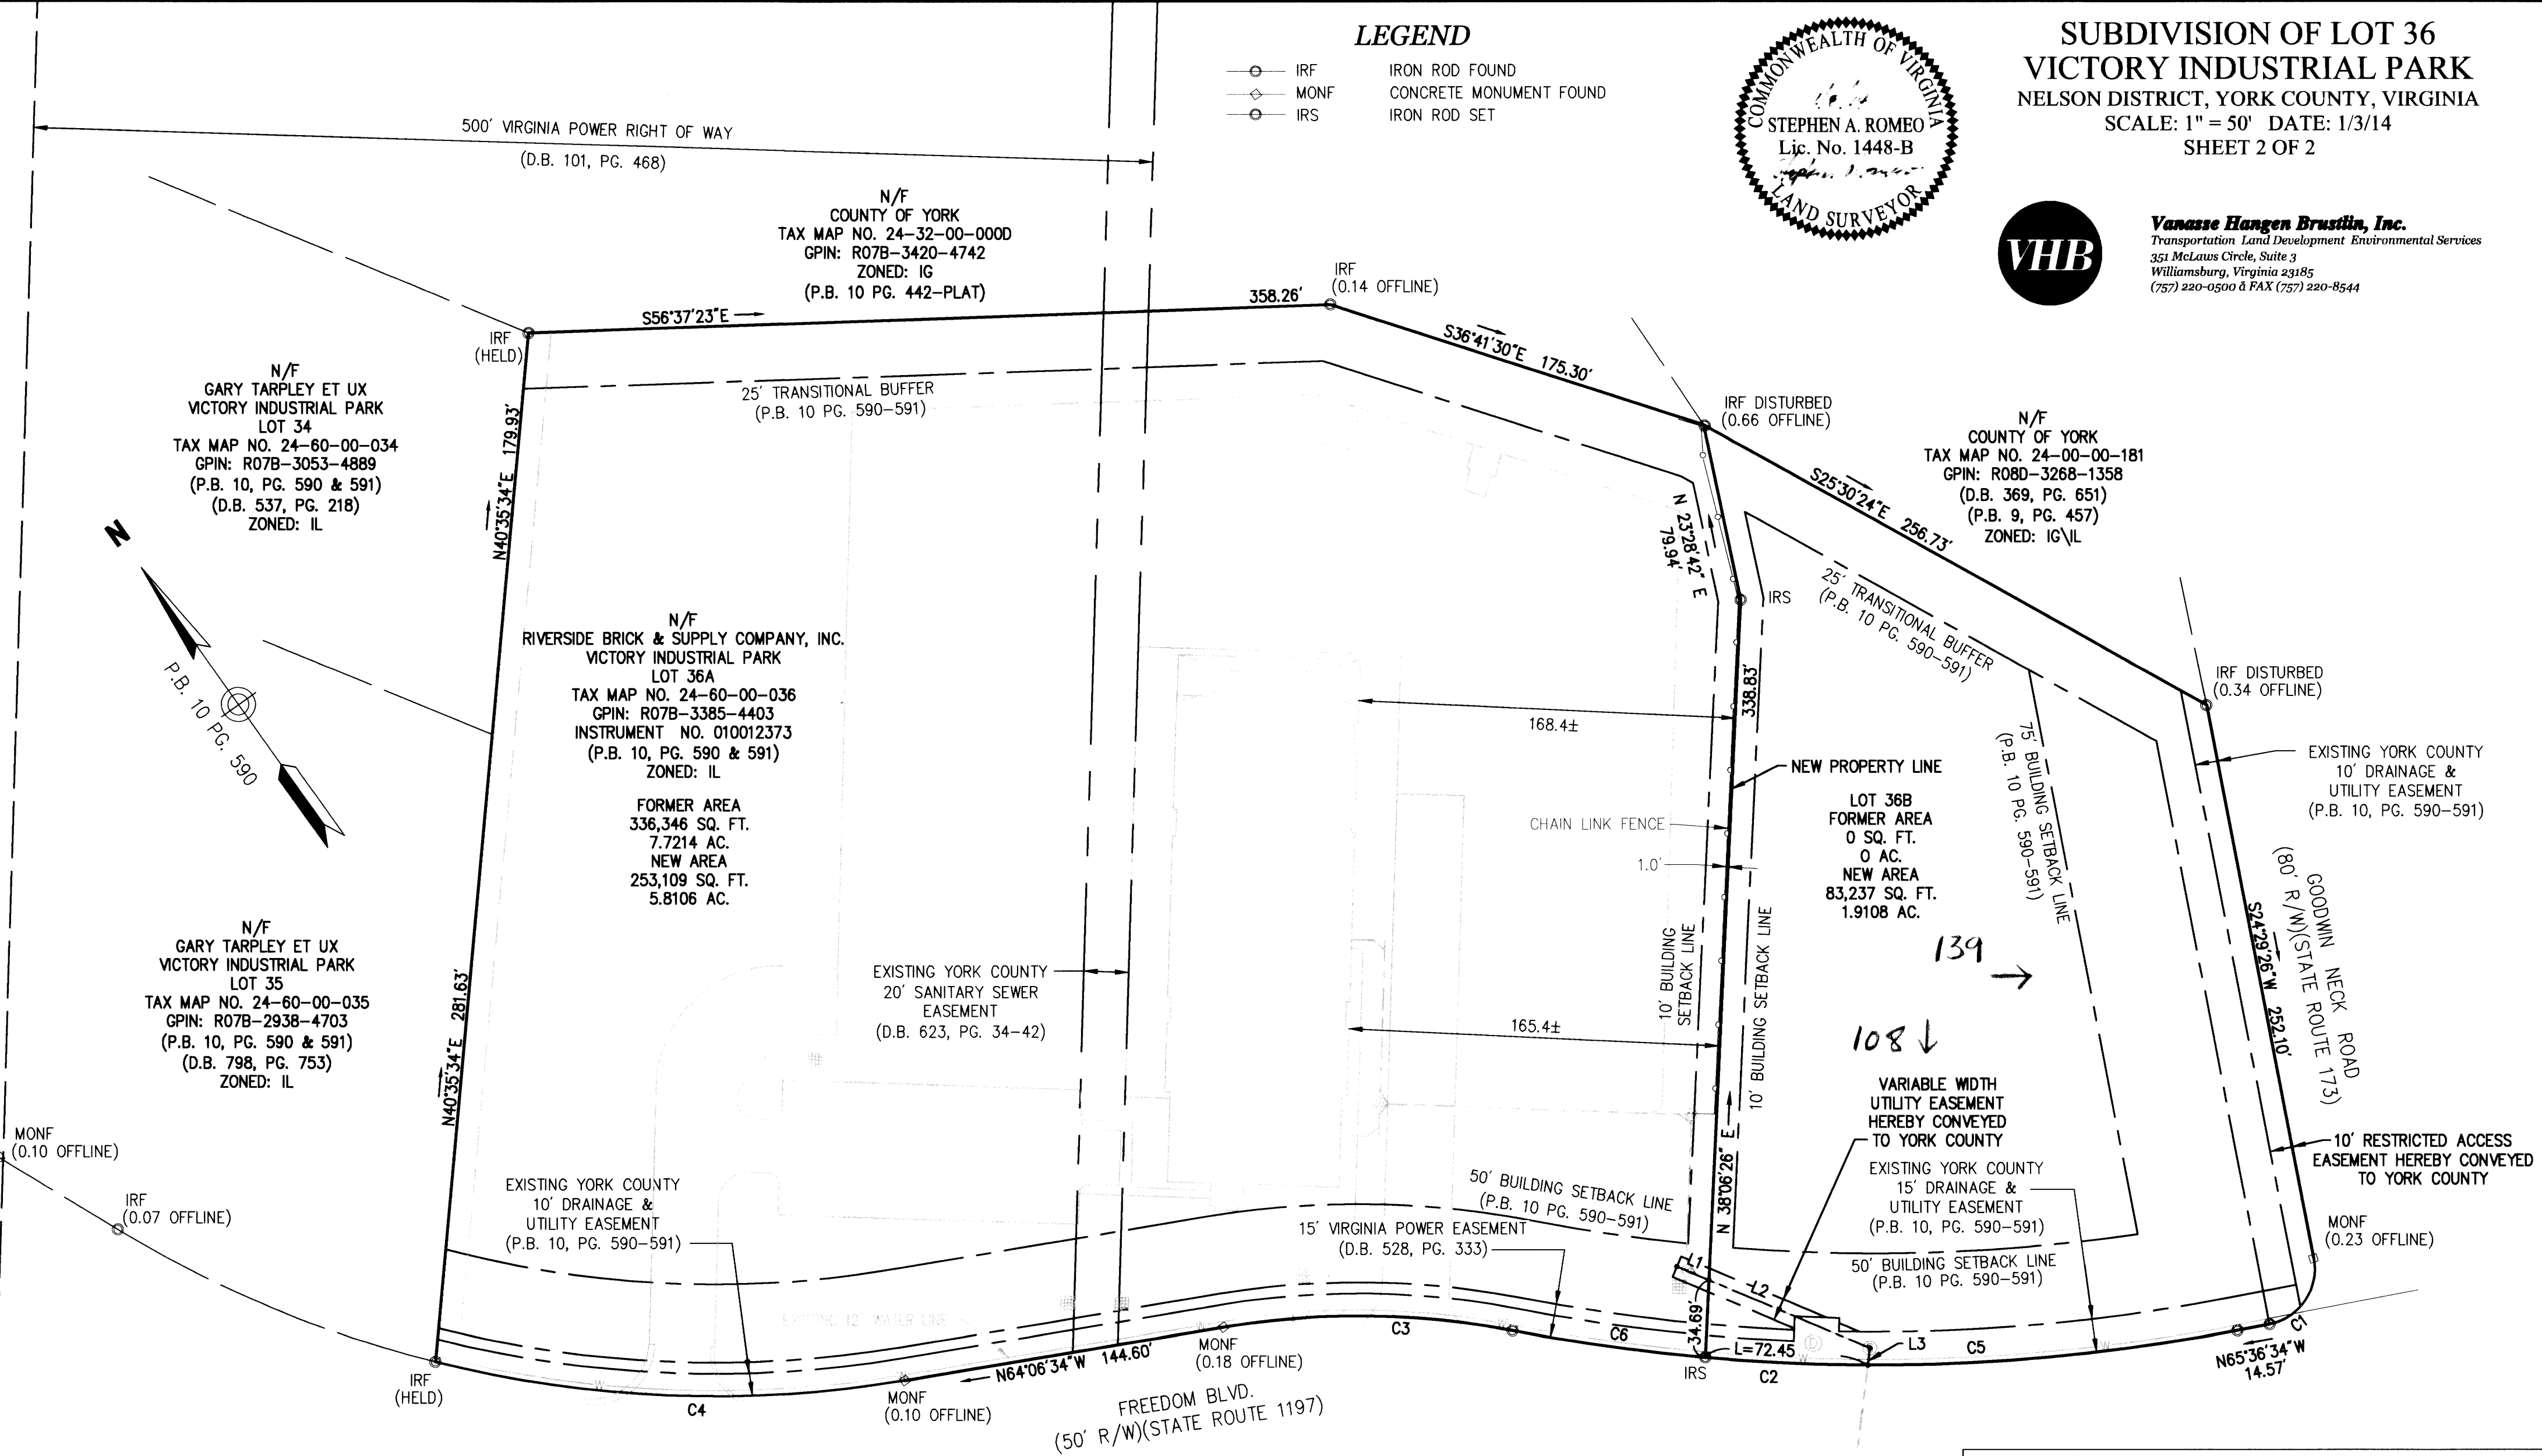 LEGEND
IRF IRON ROD FOUND
MONF CONCRETE MONUMENT FOUND
IRS IRON ROD SET
COMMONWEALTH OF VIRGINIA
STEPHEN A. ROMEO
Lic. No. 1448-B
LAND SURVEYOR
SUBDIVISION OF LOT 36
VICTORY INDUSTRIAL PARK
NELSON DISTRICT, YORK COUNTY, VIRGINIA
SCALE: 1" = 50' DATE: 1/3/14
SHEET 2 OF 2
VHB
Vanasse Hangen Brustlin, Inc.
Transportation Land Development Environmental Services
351 McLaws Circle, Suite 3
Williamsburg, Virginia 23185
(757) 220-0500 â FAX (757) 220-8544
500' VIRGINIA POWER RIGHT OF WAY
(D.B. 101, PG. 468)
N/F
COUNTY OF YORK
TAX MAP NO. 24-32-00-000D
GPIN: R07B-3420-4742
ZONED: IG
(P.B. 10 PG. 442-PLAT)
IRF
(0.14 OFFLINE)
S56°37'23"E
358.26'
IRF
(HELD)
25' TRANSITIONAL BUFFER
(P.B. 10 PG. 590-591)
S36°41'30"E 175.30'
IRF DISTURBED
(0.66 OFFLINE)
N/F
GARY TARPLEY ET UX
VICTORY INDUSTRIAL PARK
LOT 34
TAX MAP NO. 24-60-00-034
GPIN: R07B-3053-4889
(P.B. 10, PG. 590 & 591)
(D.B. 537, PG. 218)
ZONED: IL
N40°35'34"E 179.93'
N/F
COUNTY OF YORK
TAX MAP NO. 24-00-00-181
GPIN: R08D-3268-1358
(D.B. 369, PG. 651)
(P.B. 9, PG. 457)
ZONED: IG\IL
S25°30'24"E 256.73'
N 23°28'42" E
79.94'
IRS
25' TRANSITIONAL BUFFER
(P.B. 10 PG. 590-591)
N
P.B. 10 PG. 590
N/F
RIVERSIDE BRICK & SUPPLY COMPANY, INC.
VICTORY INDUSTRIAL PARK
LOT 36A
TAX MAP NO. 24-60-00-036
GPIN: R07B-3385-4403
INSTRUMENT NO. 010012373
(P.B. 10, PG. 590 & 591)
ZONED: IL
FORMER AREA
336,346 SQ. FT.
7.7214 AC.
NEW AREA
253,109 SQ. FT.
5.8106 AC.
168.4±
338.83'
IRF DISTURBED
(0.34 OFFLINE)
75' BUILDING SETBACK LINE
(P.B. 10 PG. 590-591)
EXISTING YORK COUNTY
10' DRAINAGE &
UTILITY EASEMENT
(P.B. 10, PG. 590-591)
NEW PROPERTY LINE
LOT 36B
FORMER AREA
0 SQ. FT.
0 AC.
NEW AREA
83,237 SQ. FT.
1.9108 AC.
CHAIN LINK FENCE
1.0'
139
108
GOODWIN NECK ROAD
(80' R/W)(STATE ROUTE 173)
S24°29'26"W 252.10'
N/F
GARY TARPLEY ET UX
VICTORY INDUSTRIAL PARK
LOT 35
TAX MAP NO. 24-60-00-035
GPIN: R07B-2938-4703
(P.B. 10, PG. 590 & 591)
(D.B. 798, PG. 753)
ZONED: IL
N40°35'34"E 281.63'
EXISTING YORK COUNTY
20' SANITARY SEWER
EASEMENT
(D.B. 623, PG. 34-42)
165.4±
10' BUILDING
SETBACK LINE
10' BUILDING SETBACK LINE
VARIABLE WIDTH
UTILITY EASEMENT
HEREBY CONVEYED
TO YORK COUNTY
EXISTING YORK COUNTY
15' DRAINAGE &
UTILITY EASEMENT
(P.B. 10, PG. 590-591)
50' BUILDING SETBACK LINE
(P.B. 10 PG. 590-591)
10' RESTRICTED ACCESS
EASEMENT HEREBY CONVEYED
TO YORK COUNTY
MONF
(0.23 OFFLINE)
MONF
(0.10 OFFLINE)
IRF
(0.07 OFFLINE)
EXISTING YORK COUNTY
10' DRAINAGE &
UTILITY EASEMENT
(P.B. 10, PG. 590-591)
50' BUILDING SETBACK LINE
(P.B. 10 PG. 590-591)
15' VIRGINIA POWER EASEMENT
(D.B. 528, PG. 333)
N 38°06'26" E
L1
L2
34.69'
EXISTING 12" WATER LINE
C3
C6
L=72.45
L3
C5
C1
N65°36'34"W
14.57'
IRS
C2
IRF
(HELD)
C4
MONF
(0.10 OFFLINE)
N64°06'34"W 144.60'
MONF
(0.18 OFFLINE)
FREEDOM BLVD.
(50' R/W)(STATE ROUTE 1197)